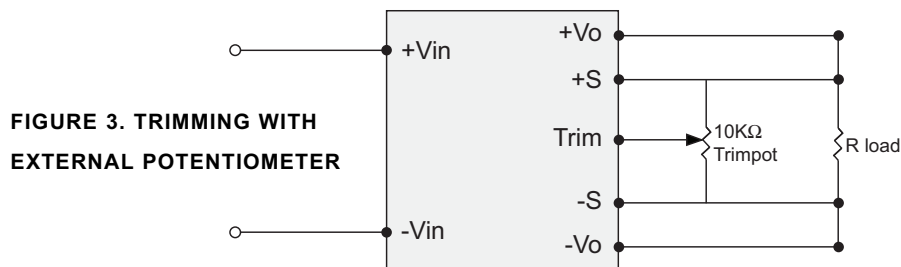 FIGURE 3. TRIMMING WITH
EXTERNAL POTENTIOMETER
+Vin
-Vin
+Vo
+S
Trim
-S
-Vo
10KΩ
Trimpot
R load